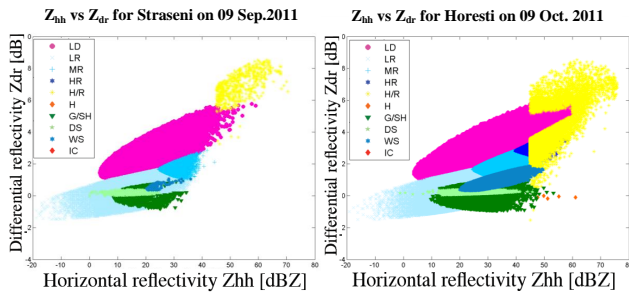 Zhh vs Zdr for Straseni on 09 Sep.2011
Differential reflectivity Zdr [dB]
8
6
4
2
0
-2
-4
LD
LR
MR
HR
H/R
H
G/SH
DS
WS
IC
-20 -10 0 10 20 30 40 50 60 70 80
Horizontal reflectivity Zhh [dBZ]
Zhh vs Zdr for Horesti on 09 Oct. 2011
Differential reflectivity Zdr [dB]
10
8
6
4
2
0
-2
-4
LD
LR
MR
HR
H/R
H
G/SH
DS
WS
IC
-20 -10 0 10 20 30 40 50 60 70 80
Horizontal reflectivity Zhh [dBZ]